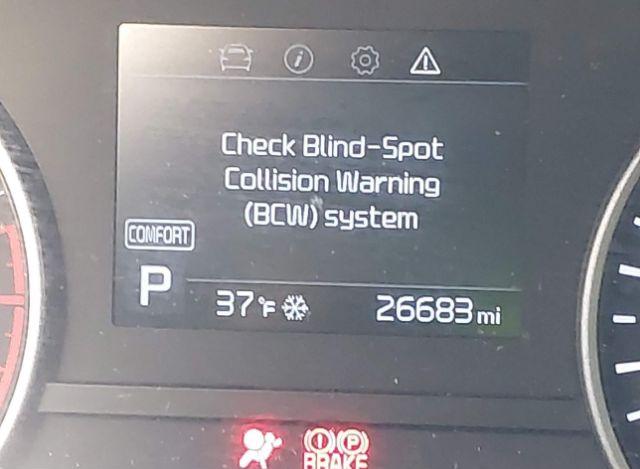 Check Blind-Spot
Collision Warning
(BCW) system
COMFORT
P
37°F
26683 mi
P
BRAKE